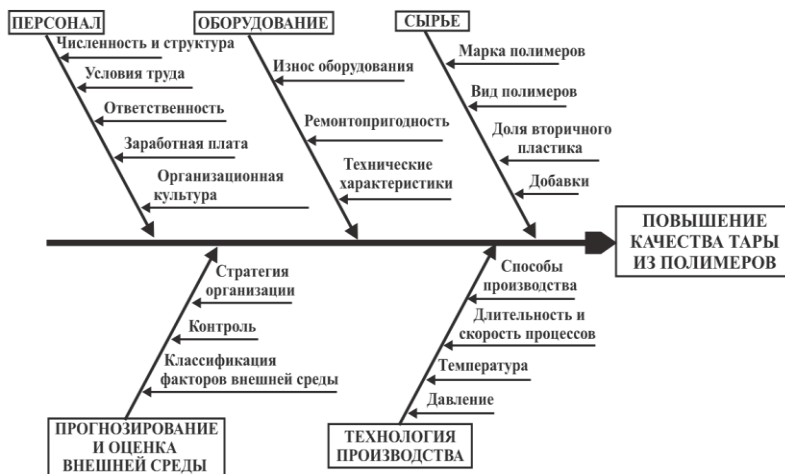 ПЕРСОНАЛ
Численность и структура
Условия труда
Ответственность
Заработная плата
Организационная
культура
ОБОРУДОВАНИЕ
Износ оборудования
Ремонтопригодность
Технические
характеристики
СЫРЬЕ
Марка полимеров
Вид полимеров
Доля вторичного
пластика
Добавки
ПОВЫШЕНИЕ
КАЧЕСТВА ТАРЫ
ИЗ ПОЛИМЕРОВ
Стратегия
организации
Контроль
Классификация
факторов внешней среды
ПРОГНОЗИРОВАНИЕ
И ОЦЕНКА
ВНЕШНЕЙ СРЕДЫ
Способы
производства
Длительность и
скорость процессов
Температура
Давление
ТЕХНОЛОГИЯ
ПРОИЗВОДСТВА